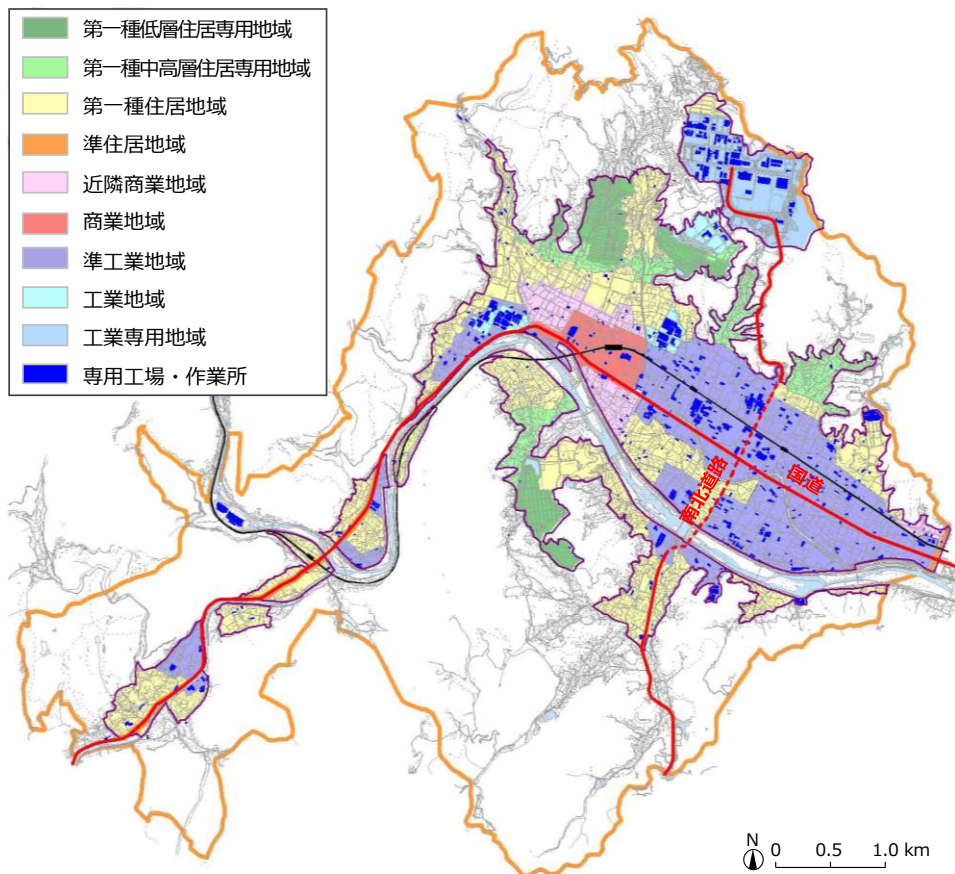 第一種低層住居専用地域
第一種中高層住居専用地域
第一種住居地域
準住居地域
近隣商業地域
商業地域
準工業地域
工業地域
工業専用地域
専用工場・作業所
南北道路
国道
N
0 0.5 1.0 km